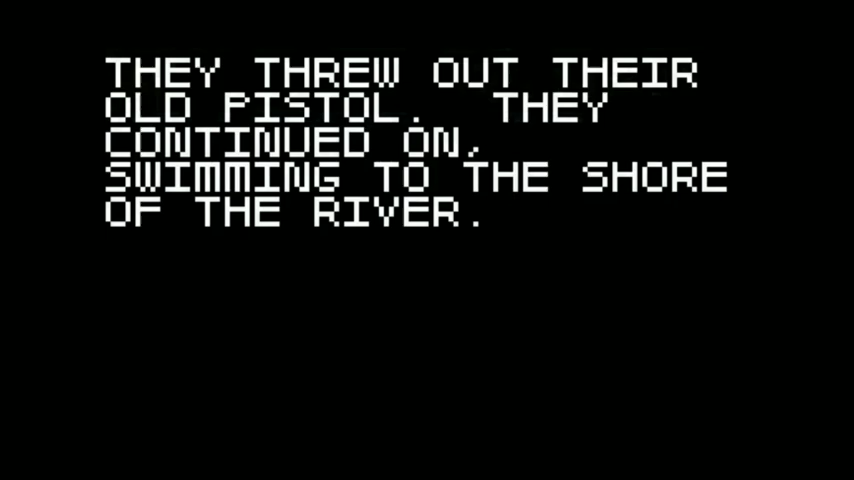 THEY THREW OUT THEIR
OLD PISTOL.  THEY
CONTINUED ON,
SWIMMING TO THE SHORE
OF THE RIVER.